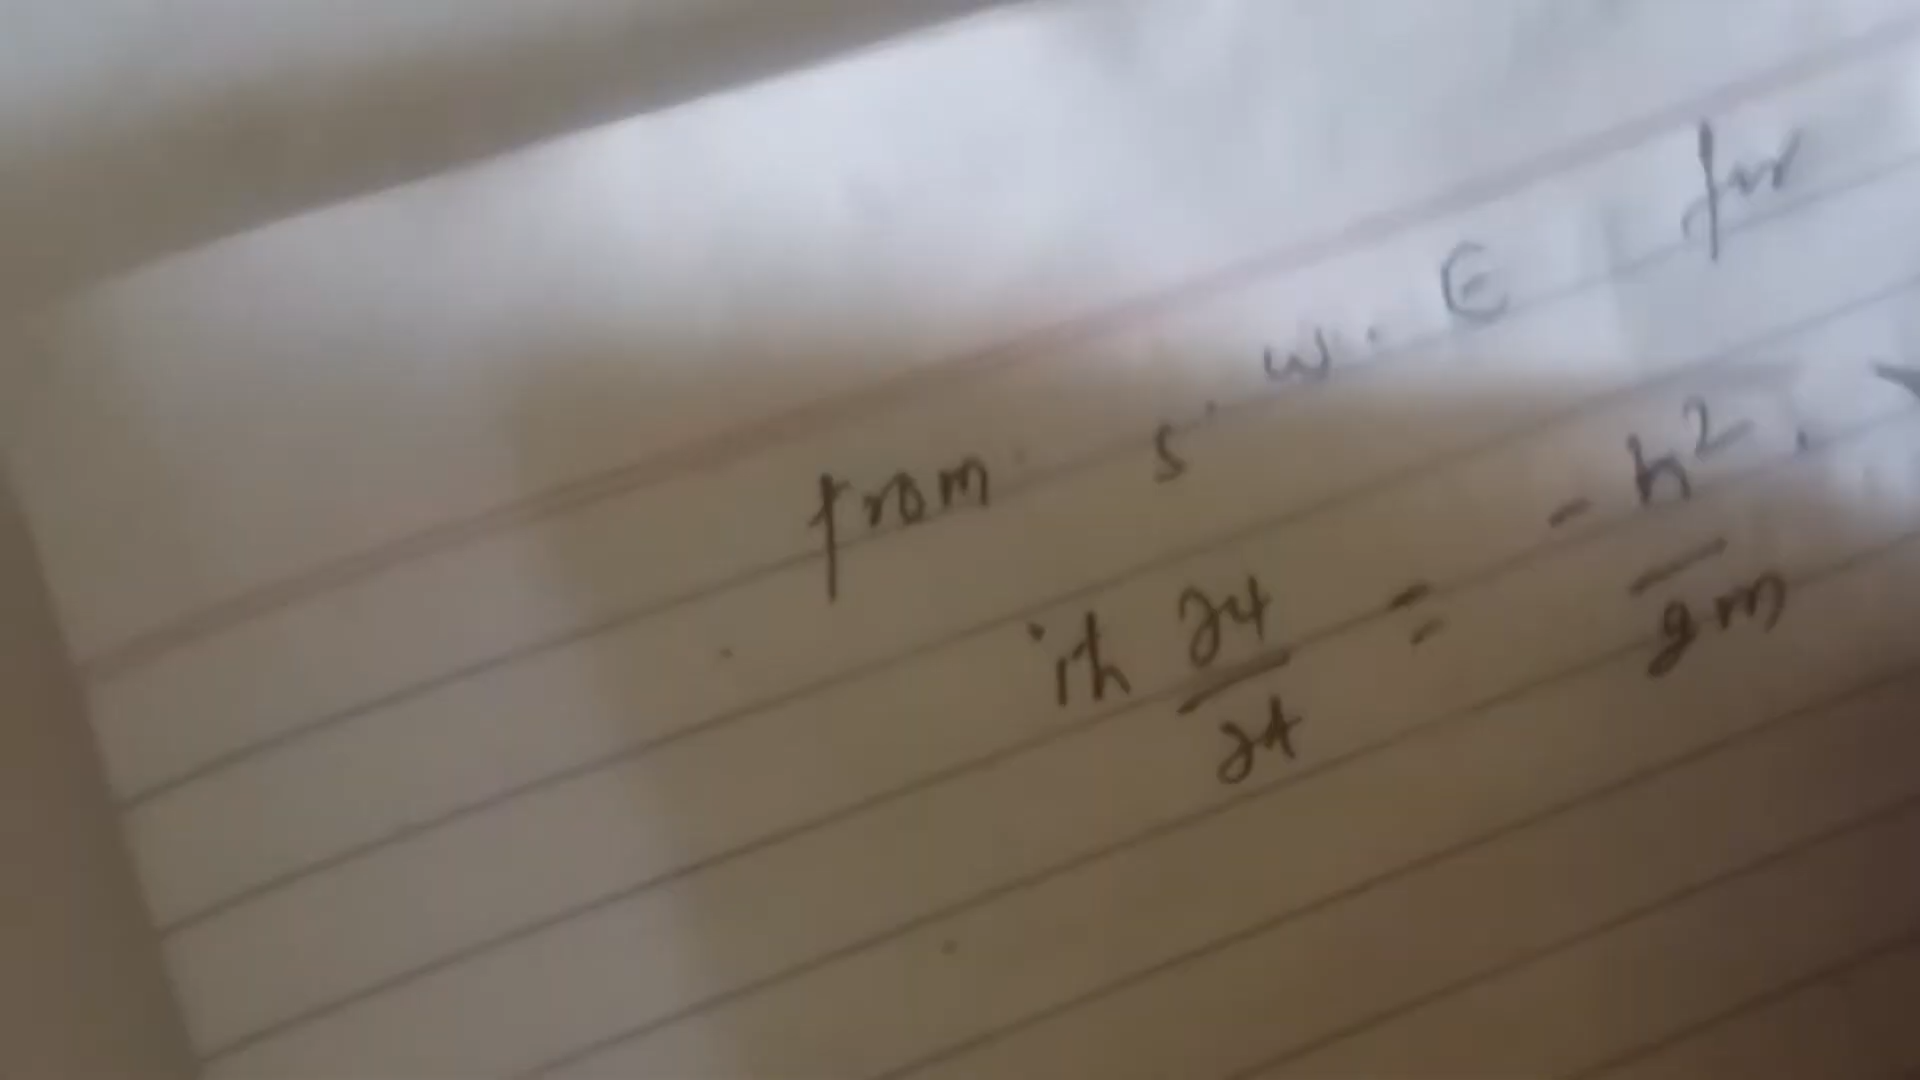 from s.w.E for
iħ ∂ψ/∂t = -ħ²/2m